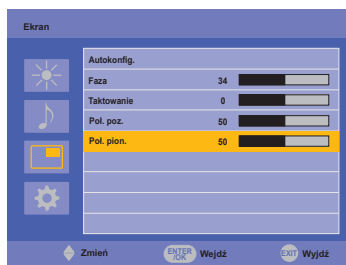 Ekran
Autokonfig.
Faza 34
Taktowanie 0
Poł. poz. 50
Poł. pion. 50
Zmień ENTER /OK Wejdź EXIT Wyjdź